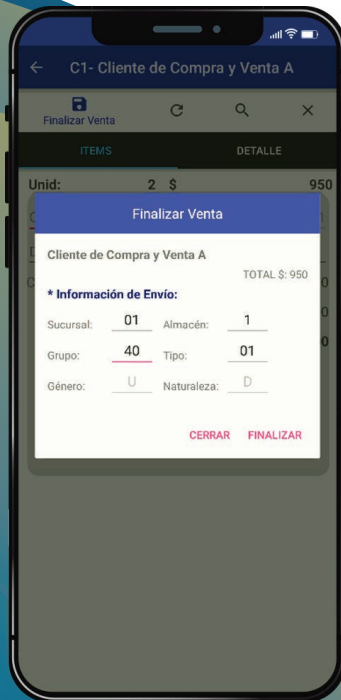 C1- Cliente de Compra y Venta A
Finalizar Venta
ITEMS DETALLE
Unid: 2 $ 950
Finalizar Venta
Cliente de Compra y Venta A
TOTAL $: 950
* Información de Envío:
Sucursal: 01 Almacén: 1
Grupo: 40 Tipo: 01
Género: U Naturaleza: D
CERRAR FINALIZAR